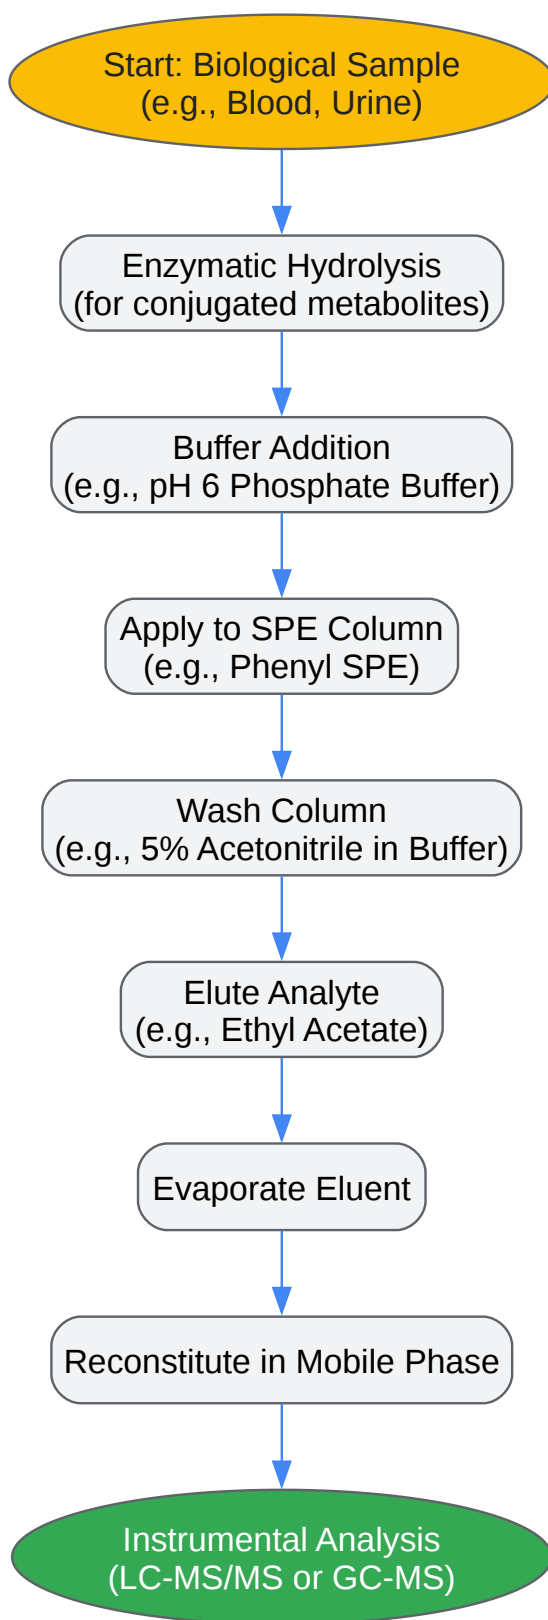 Start: Biological Sample
(e.g., Blood, Urine)
Enzymatic Hydrolysis
(for conjugated metabolites)
Buffer Addition
(e.g., pH 6 Phosphate Buffer)
Apply to SPE Column
(e.g., Phenyl SPE)
Wash Column
(e.g., 5% Acetonitrile in Buffer)
Elute Analyte
(e.g., Ethyl Acetate)
Evaporate Eluent
Reconstitute in Mobile Phase
Instrumental Analysis
(LC-MS/MS or GC-MS)